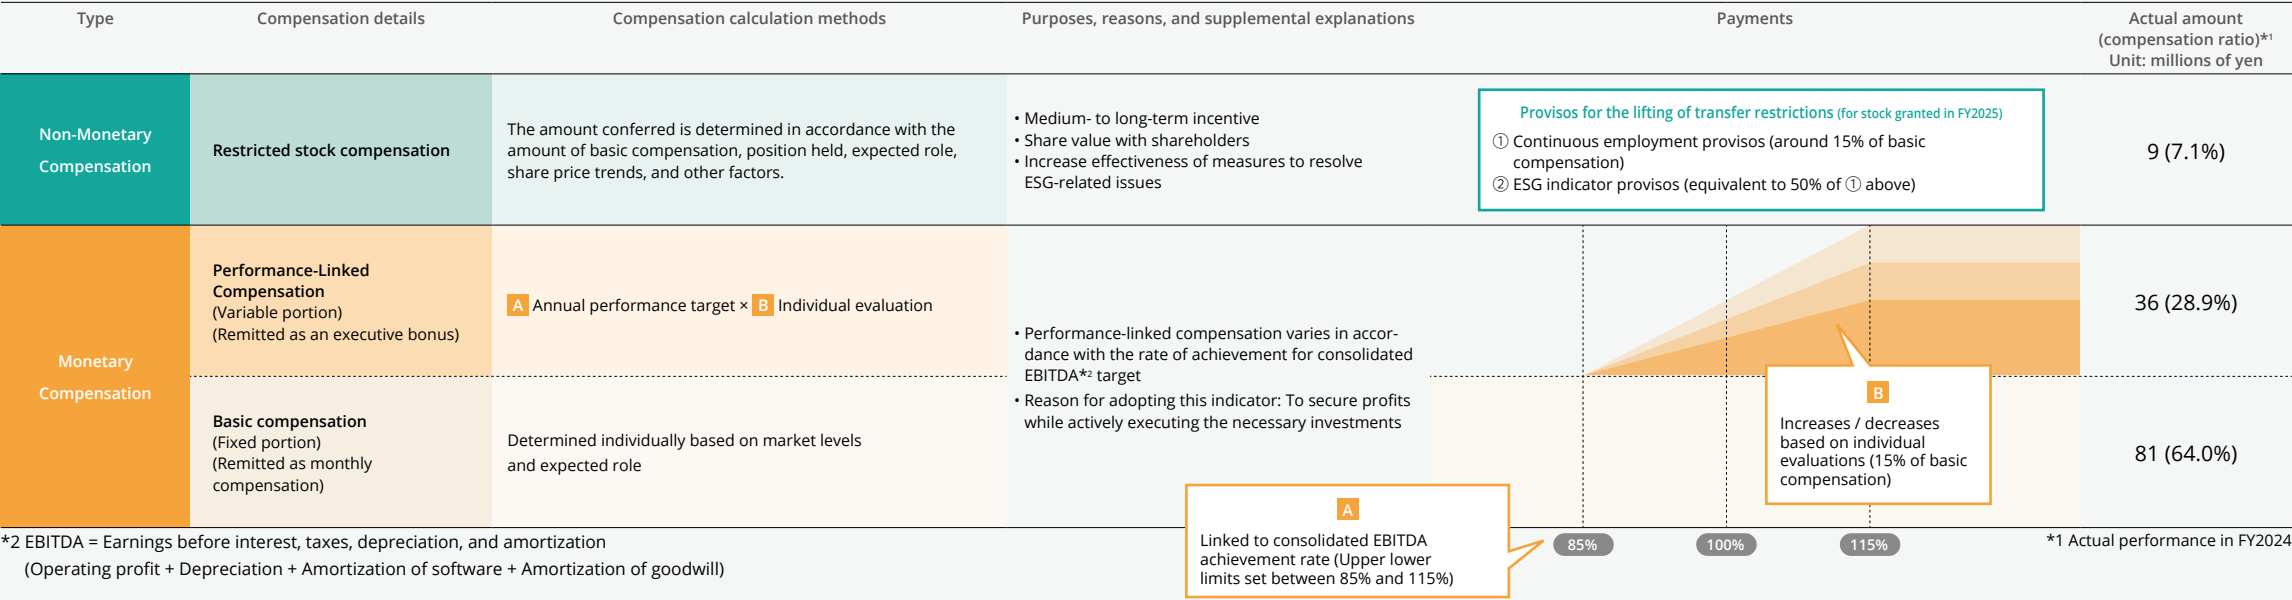 Type
Compensation details
Compensation calculation methods
Purposes, reasons, and supplemental explanations
Payments
Actual amount
(compensation ratio)*1
Unit: millions of yen
Non-Monetary
Compensation
Restricted stock compensation
The amount conferred is determined in accordance with the
amount of basic compensation, position held, expected role,
share price trends, and other factors.
• Medium- to long-term incentive
• Share value with shareholders
• Increase effectiveness of measures to resolve
ESG-related issues
Provisos for the lifting of transfer restrictions (for stock granted in FY2025)
① Continuous employment provisos (around 15% of basic
compensation)
② ESG indicator provisos (equivalent to 50% of ① above)
9 (7.1%)
Monetary
Compensation
Performance-Linked
Compensation
(Variable portion)
(Remitted as an executive bonus)
A Annual performance target × B Individual evaluation
• Performance-linked compensation varies in accor-
dance with the rate of achievement for consolidated
EBITDA*2 target
• Reason for adopting this indicator: To secure profits
while actively executing the necessary investments
36 (28.9%)
Basic compensation
(Fixed portion)
(Remitted as monthly
compensation)
Determined individually based on market levels
and expected role
B
Increases / decreases
based on individual
evaluations (15% of basic
compensation)
81 (64.0%)
A
Linked to consolidated EBITDA
achievement rate (Upper lower
limits set between 85% and 115%)
85%
100%
115%
*1 Actual performance in FY2024
*2 EBITDA = Earnings before interest, taxes, depreciation, and amortization
(Operating profit + Depreciation + Amortization of software + Amortization of goodwill)